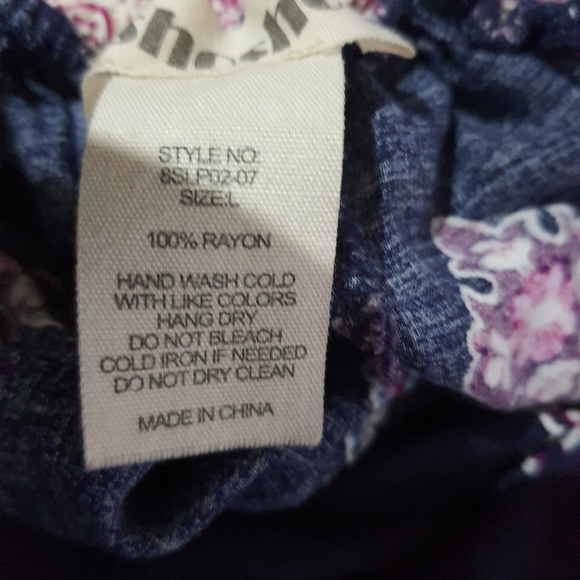 STYLE NO:
8SLP02-07
SIZE:L
100% RAYON
HAND WASH COLD
WITH LIKE COLORS
HANG DRY
DO NOT BLEACH
COLD IRON IF NEEDED
DO NOT DRY CLEAN
MADE IN CHINA